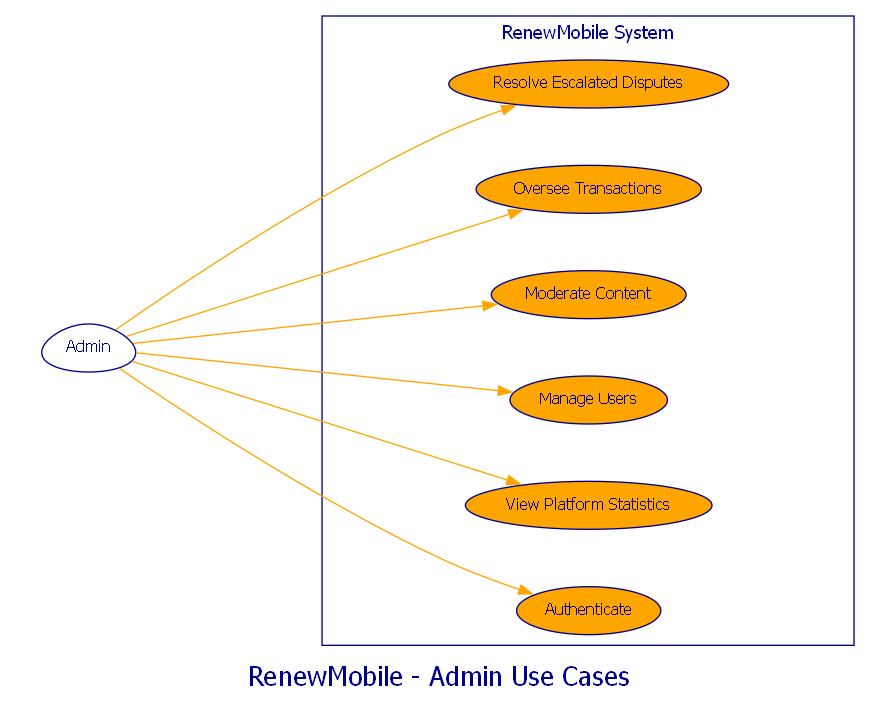 RenewMobile System
Resolve Escalated Disputes
Oversee Transactions
Moderate Content
Admin
Manage Users
View Platform Statistics
Authenticate
RenewMobile - Admin Use Cases